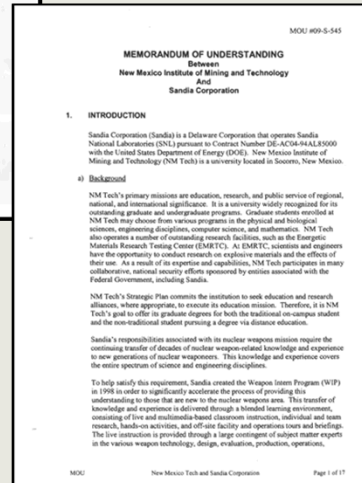 MOU #09-S-545
MEMORANDUM OF UNDERSTANDING
Between
New Mexico Institute of Mining and Technology
And
Sandia Corporation
1. INTRODUCTION
Sandia Corporation (Sandia) is a Delaware Corporation that operates Sandia
National Laboratories (SNL) pursuant to Contract Number DE-AC04-94AL85000
with the United States Department of Energy (DOE). New Mexico Institute of
Mining and Technology (NM Tech) is a university located in Socorro, New Mexico.
a) Background
NM Tech's primary missions are education, research, and public service of regional,
national, and international significance. It is a university widely recognized for its
outstanding graduate and undergraduate programs. Graduate students enrolled at
NM Tech may choose from various programs in the physical and biological
sciences, engineering disciplines, computer science, and mathematics. NM Tech
also operates a number of outstanding research facilities, such as the Energetic
Materials Research Testing Center (EMRTC). At EMRTC, scientists and engineers
have the opportunity to conduct research on explosive materials and the effects of
their use. As a result of its expertise and capabilities, NM Tech participates in many
collaborative, national security efforts sponsored by entities associated with the
Federal Government, including Sandia.
NM Tech's Strategic Plan commits the institution to seek education and research
alliances, where appropriate, to execute its education mission. Therefore, it is NM
Tech's goal to offer its graduate degrees for both the traditional on-campus student
and the non-traditional student pursuing a degree via distance education.
Sandia's responsibilities associated with its nuclear weapons mission require the
continuing transfer of decades of nuclear weapon-related knowledge and experience
to new generations of nuclear weaponeers. This knowledge and experience covers
the entire spectrum of science and engineering disciplines.
To help satisfy this requirement, Sandia created the Weapon Intern Program (WIP)
in 1998 in order to significantly accelerate the process of providing this
understanding to those that are new to the nuclear weapons area. This transfer of
knowledge and experience is delivered through a blended learning environment,
consisting of live and multimedia-based classroom instruction, individual and team
research, hands-on activities, and off-site facility and operations tours and briefings.
The live instruction is provided through a large contingent of subject matter experts
in the various weapon technology, design, evaluation, production, operations,
MOU New Mexico Tech and Sandia Corporation Page 1 of 17